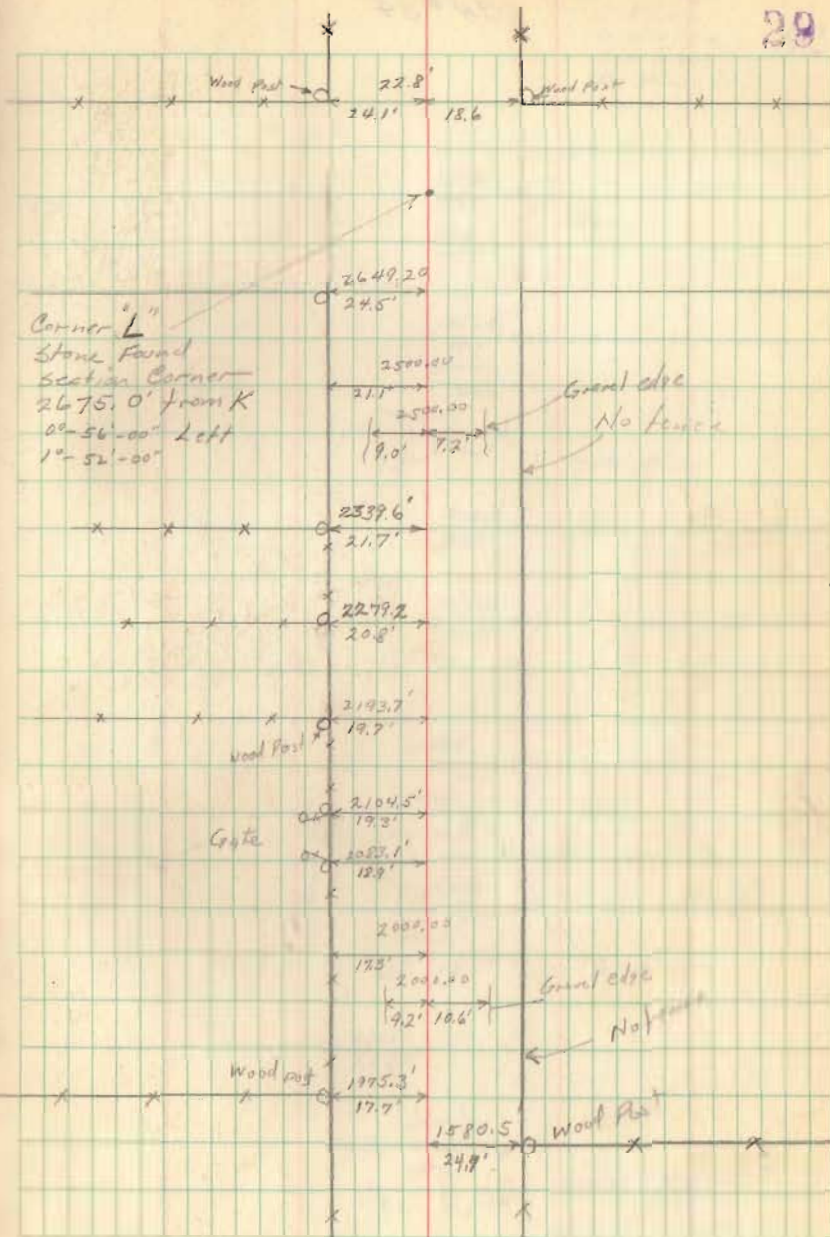 29
Wood Post
22.8'
Wood Post
24.1'
18.6
2649.20
24.5'
Corner "L"
Stone Found
Section Corner
2675.0' from K
0°-56'-00" Left
1°-52'-00"
2500.00
21.1'
2500.00
Gravel edge
9.0'
7.2'
No fence
2339.6'
21.7'
2279.2
20.8'
2193.7'
19.7'
Wood Post
2104.5'
19.3'
Gate
2083.1'
18.9'
2000.00
17.3'
2000.00
Gravel edge
9.2'
10.6'
No fence
Wood post
1975.3'
17.7'
1580.5'
Wood Post